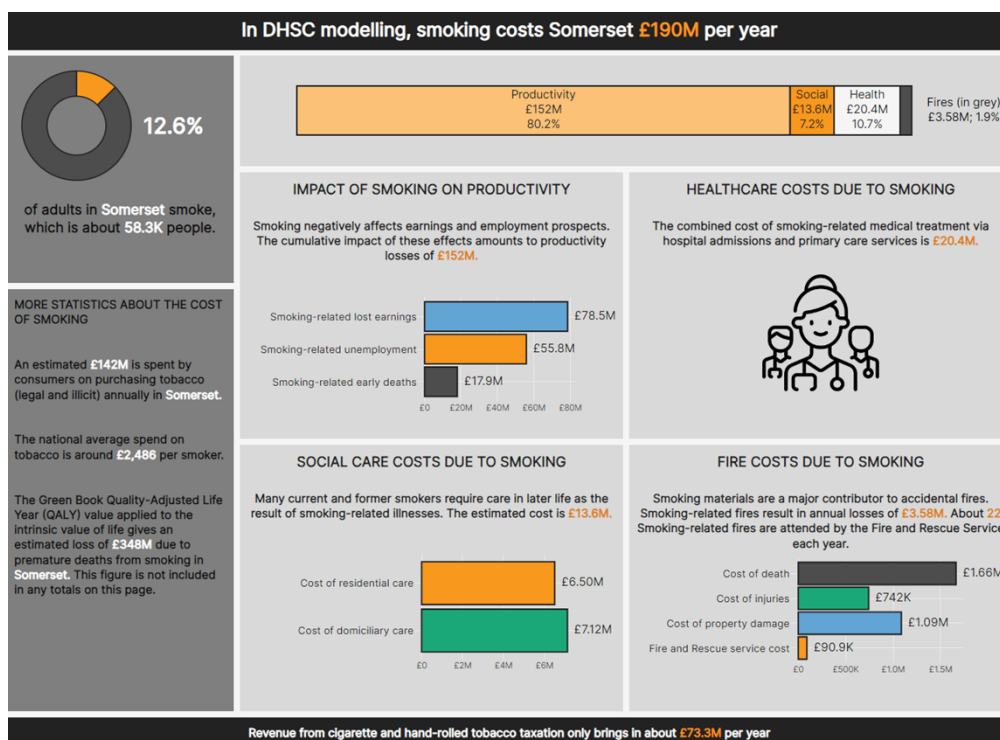 In DHSC modelling, smoking costs Somerset £190M per year
12.6%
of adults in Somerset smoke,
which is about 58.3K people.
Productivity
£152M
80.2%
Social
£13.6M
7.2%
Health
£20.4M
10.7%
Fires (in grey)
£3.58M; 1.9%
MORE STATISTICS ABOUT THE COST
OF SMOKING
An estimated £142M is spent by
consumers on purchasing tobacco
(legal and illicit) annually in Somerset.
The national average spend on
tobacco is around £2,486 per smoker.
The Green Book Quality-Adjusted Life
Year (QALY) value applied to the
intrinsic value of life gives an
estimated loss of £348M due to
premature deaths from smoking in
Somerset. This figure is not included
in any totals on this page.
IMPACT OF SMOKING ON PRODUCTIVITY
Smoking negatively affects earnings and employment prospects.
The cumulative impact of these effects amounts to productivity
losses of £152M.
Smoking-related lost earnings £78.5M
Smoking-related unemployment £55.8M
Smoking-related early deaths £17.9M
£0 £20M £40M £60M £80M
HEALTHCARE COSTS DUE TO SMOKING
The combined cost of smoking-related medical treatment via
hospital admissions and primary care services is £20.4M.
SOCIAL CARE COSTS DUE TO SMOKING
Many current and former smokers require care in later life as the
result of smoking-related illnesses. The estimated cost is £13.6M.
Cost of residential care £6.50M
Cost of domiciliary care £7.12M
£0 £2M £4M £6M
FIRE COSTS DUE TO SMOKING
Smoking materials are a major contributor to accidental fires.
Smoking-related fires result in annual losses of £3.58M. About 22
Smoking-related fires are attended by the Fire and Rescue Service
each year.
Cost of death £1.66M
Cost of injuries £742K
Cost of property damage £1.09M
Fire and Rescue service cost £90.9K
£0 £500K £1.0M £1.5M
Revenue from cigarette and hand-rolled tobacco taxation only brings in about £73.3M per year